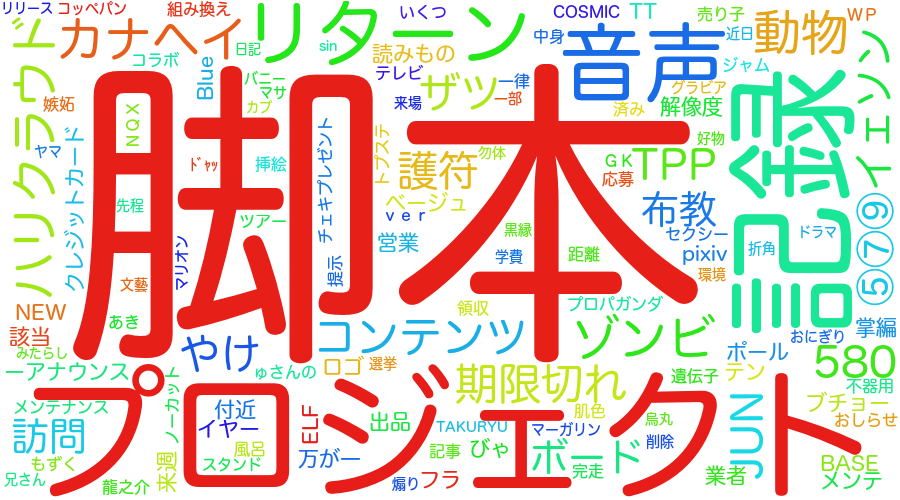 リリース コッペパン 組み換え いくつ COSMIC TT 売り子 WP
カナヘイ リターン 音声 動物
日記 sin 中身 近日
コラボ 読みもの ジャム
ハリクラウド 嫉妬 Blue バニー テレビ ザッツ 一律 グラビア イエソン
マサ カブ 来場 一部 済み 解像度
NQX 脚本 記録
クレジットカード ヤマ ﾄﾞｬｯ 挿絵 チェキプレゼント トプステ 護符 勿体 GK TPP 好物
応募
先程 ツアー ベージュ ver 布教 ⑤⑦⑨
マリオン 営業 黒縁 セクシー 折角 ドラマ
文藝 提示 学費 距離 pixiv 環境
NEW あき 領収 プロパガンダ 掌編
該当 やけ コンテンツ ゾンビ おにぎり
みたらし ロゴ 選挙 ポール 580
ーアナウンス ゅさんの 期限切れ 遺伝子 テン 不器用
プロジェクト
メンテナンス ノーカット 付近 ELF 出品 肌色 烏丸 JUN ブチョー
訪問 イヤー TAKURYU マーガリン 削除 おしらせ
もずく 来週 風呂 万が一 記事 びゃ ボード BASE
兄さん スタンド 完走 業者 メンテ
龍之介 煽り フラ